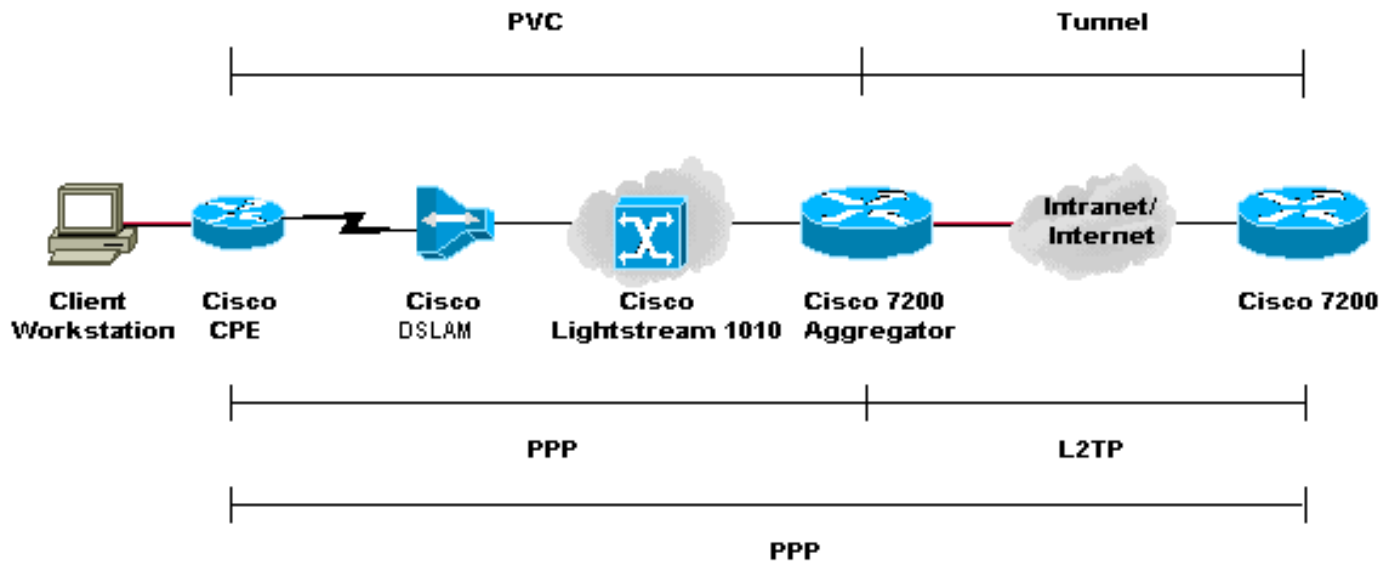 PVC
Tunnel
Intranet/
Internet
Client
Workstation
Cisco
CPE
Cisco
DSLAM
Cisco
Lightstream 1010
Cisco 7200
Aggregator
Cisco 7200
PPP
L2TP
PPP